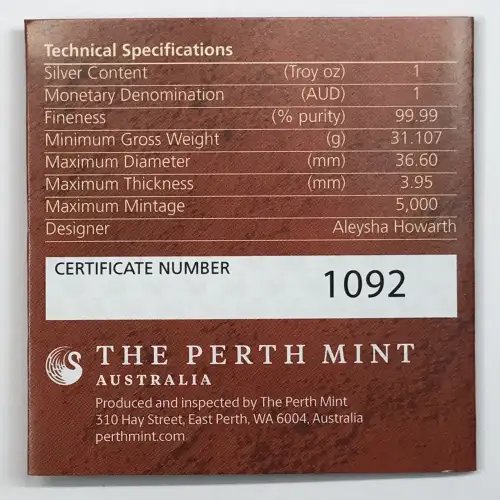 Technical Specifications
Silver Content (Troy oz) 1
Monetary Denomination (AUD) 1
Fineness (% purity) 99.99
Minimum Gross Weight (g) 31.107
Maximum Diameter (mm) 36.60
Maximum Thickness (mm) 3.95
Maximum Mintage 5,000
Designer Aleysha Howarth
CERTIFICATE NUMBER 1092
THE PERTH MINT
AUSTRALIA
Produced and inspected by The Perth Mint
310 Hay Street, East Perth, WA 6004, Australia
perthmint.com